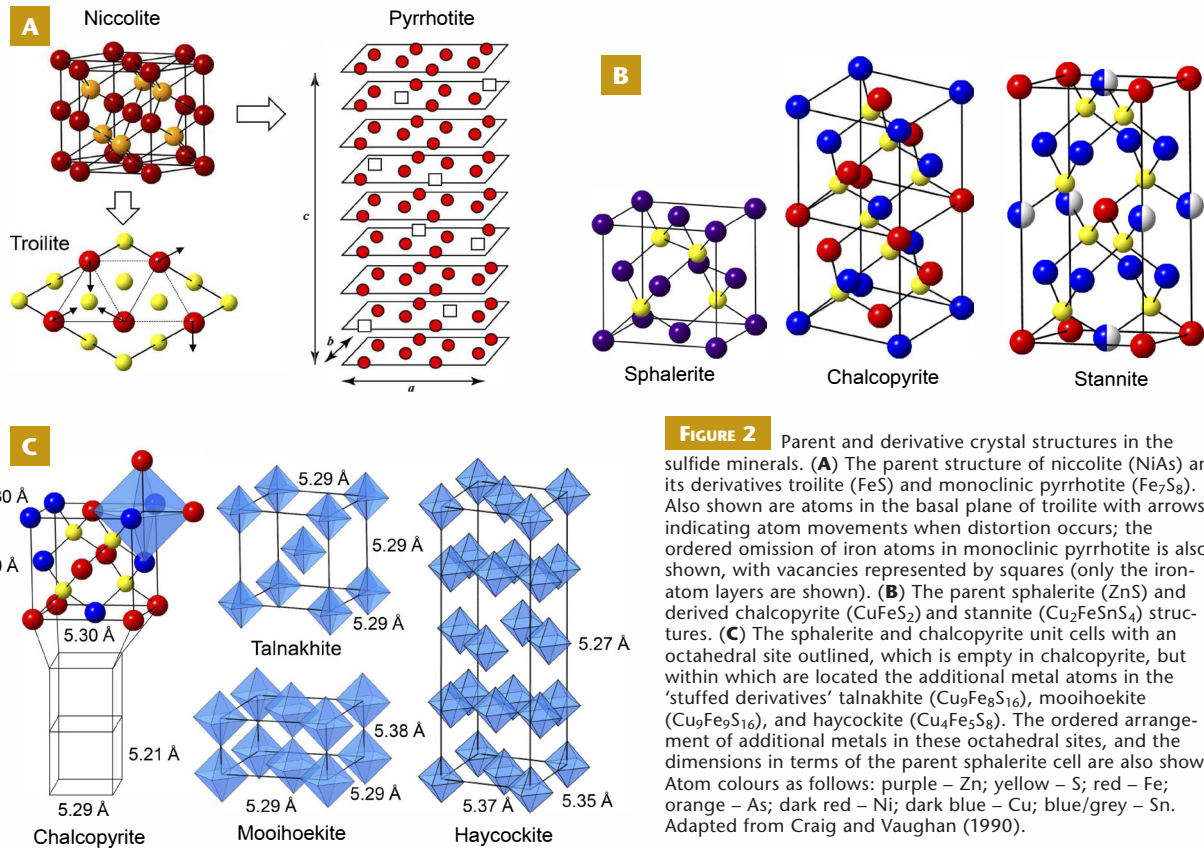 A
Niccolite
Pyrrhotite
c
b
a
Troilite
B
Sphalerite
Chalcopyrite
Stannite
C
5.30 Å
5.21 Å
5.29 Å
Chalcopyrite
5.29 Å
5.29 Å
5.29 Å
Talnakhite
5.38 Å
5.29 Å
5.29 Å
Mooihoekite
5.27 Å
5.37 Å
5.35 Å
Haycockite
FIGURE 2 Parent and derivative crystal structures in the
sulfide minerals. (A) The parent structure of niccolite (NiAs)
its derivatives troilite (FeS) and monoclinic pyrrhotite (Fe₇S₈).
Also shown are atoms in the basal plane of troilite with arrows
indicating atom movements when distortion occurs; the
ordered omission of iron atoms in monoclinic pyrrhotite is
shown, with vacancies represented by squares (only the iron-
atom layers are shown). (B) The parent sphalerite (ZnS) and
derived chalcopyrite (CuFeS₂) and stannite (Cu₂FeSnS₄) struc-
tures. (C) The sphalerite and chalcopyrite unit cells with an
octahedral site outlined, which is empty in chalcopyrite, but
within which are located the additional metal atoms in the
‘stuffed derivatives’ talnakhite (Cu₉Fe₈S₁₆), mooihoekite
(Cu₉Fe₉S₁₆), and haycockite (Cu₄Fe₅S₈). The ordered arrange-
ment of additional metals in these octahedral sites, and the
dimensions in terms of the parent sphalerite cell are also
Atom colours as follows: purple – Zn; yellow – S; red – Fe;
orange – As; dark red – Ni; dark blue – Cu; blue/grey – Sn.
Adapted from Craig and Vaughan (1990).